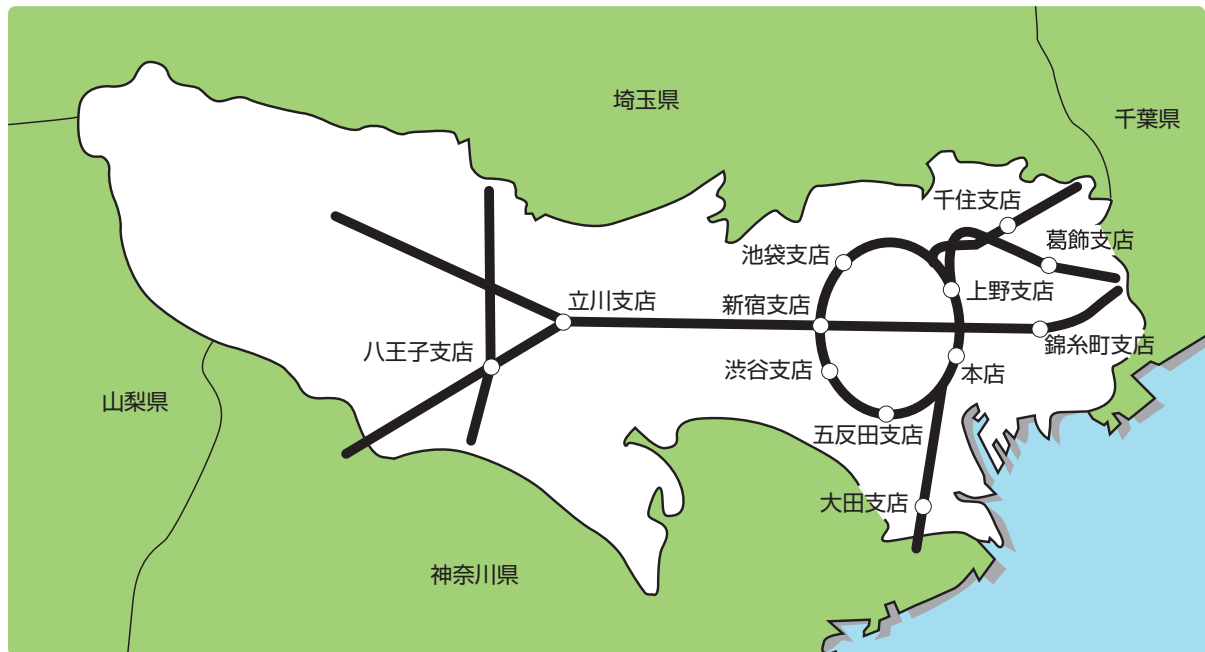 埼玉県
千葉県
千住支店
葛飾支店
池袋支店
上野支店
立川支店
新宿支店
錦糸町支店
八王子支店
渋谷支店
本店
山梨県
五反田支店
大田支店
神奈川県